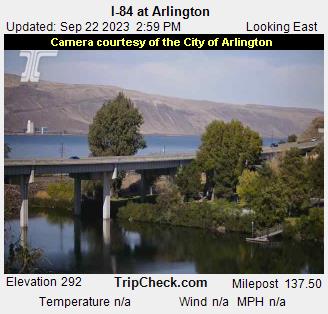 I-84 at Arlington
Updated: Sep 22 2023 2:59 PM Looking East
Camera courtesy of the City of Arlington
Elevation 292 TripCheck.com Milepost 137.50
Temperature n/a Wind n/a MPH n/a